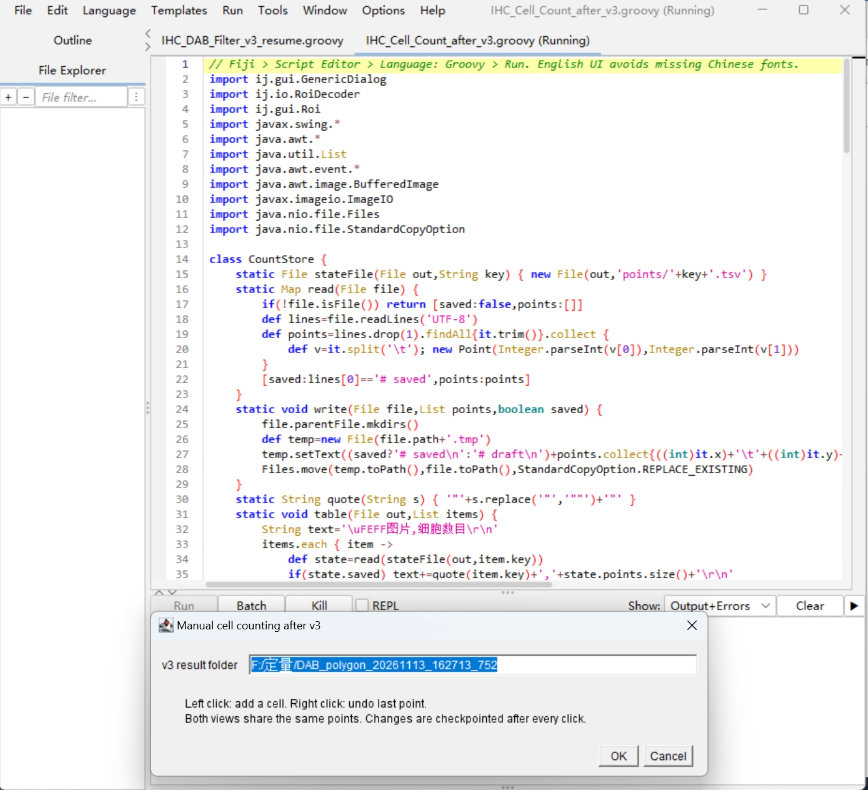 File Edit Language Templates Run Tools Window Options Help IHC_Cell_Count_after_v3.groovy (Running)
Outline
IHC_DAB_Filter_v3_resume.groovy IHC_Cell_Count_after_v3.groovy (Running)
File Explorer
+ - File filter...
1 // Fiji > Script Editor > Language: Groovy > Run. English UI avoids missing Chinese fonts.
2 import ij.gui.GenericDialog
3 import ij.io.RoiDecoder
4 import ij.gui.Roi
5 import javax.swing.*
6 import java.awt.*
7 import java.util.List
8 import java.awt.event.*
9 import java.awt.image.BufferedImage
10 import javax.imageio.ImageIO
11 import java.nio.file.Files
12 import java.nio.file.StandardCopyOption
13
14 class CountStore {
15     static File stateFile(File out,String key) { new File(out,'points/'+key+'.tsv') }
16     static Map read(File file) {
17         if(!file.isFile()) return [saved:false,points:[]]
18         def lines=file.readLines('UTF-8')
19         def points=lines.drop(1).findAll{it.trim()}.collect {
20             def v=it.split('\t'); new Point(Integer.parseInt(v[0]),Integer.parseInt(v[1]))
21         }
22         [saved:lines[0]=='# saved',points:points]
23     }
24     static void write(File file,List points,boolean saved) {
25         file.parentFile.mkdirs()
26         def temp=new File(file.path+'.tmp')
27         temp.setText((saved?'# saved\n':'# draft\n')+points.collect{((int)it.x)+'\t'+((int)it.y)+
28         Files.move(temp.toPath(),file.toPath(),StandardCopyOption.REPLACE_EXISTING)
29     }
30     static String quote(String s) { '"'+s.replace('"','""')+'"' }
31     static void table(File out,List items) {
32         String text='\uFEFF图片,细胞数目\r\n'
33         items.each { item ->
34             def state=read(stateFile(out,item.key))
35             if(state.saved) text+=quote(item.key)+','+state.points.size()+'\r\n'
Run Batch Kill REPL Show: Output+Errors Clear
Manual cell counting after v3
v3 result folder F:/定量/DAB_polygon_20261113_162713_752
Left click: add a cell. Right click: undo last point.
Both views share the same points. Changes are checkpointed after every click.
OK Cancel